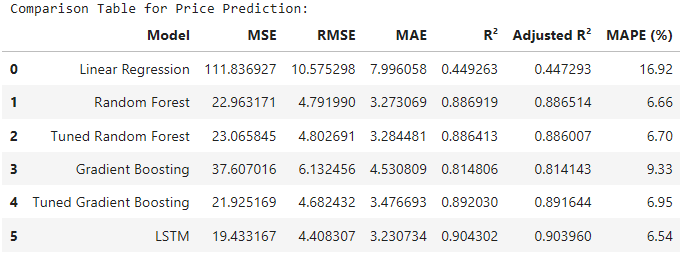 Comparison Table for Price Prediction:
Model MSE RMSE MAE R² Adjusted R² MAPE (%)
0 Linear Regression 111.836927 10.575298 7.996058 0.449263 0.447293 16.92
1 Random Forest 22.963171 4.791990 3.273069 0.886919 0.886514 6.66
2 Tuned Random Forest 23.065845 4.802691 3.284481 0.886413 0.886007 6.70
3 Gradient Boosting 37.607016 6.132456 4.530809 0.814806 0.814143 9.33
4 Tuned Gradient Boosting 21.925169 4.682432 3.476693 0.892030 0.891644 6.95
5 LSTM 19.433167 4.408307 3.230734 0.904302 0.903960 6.54